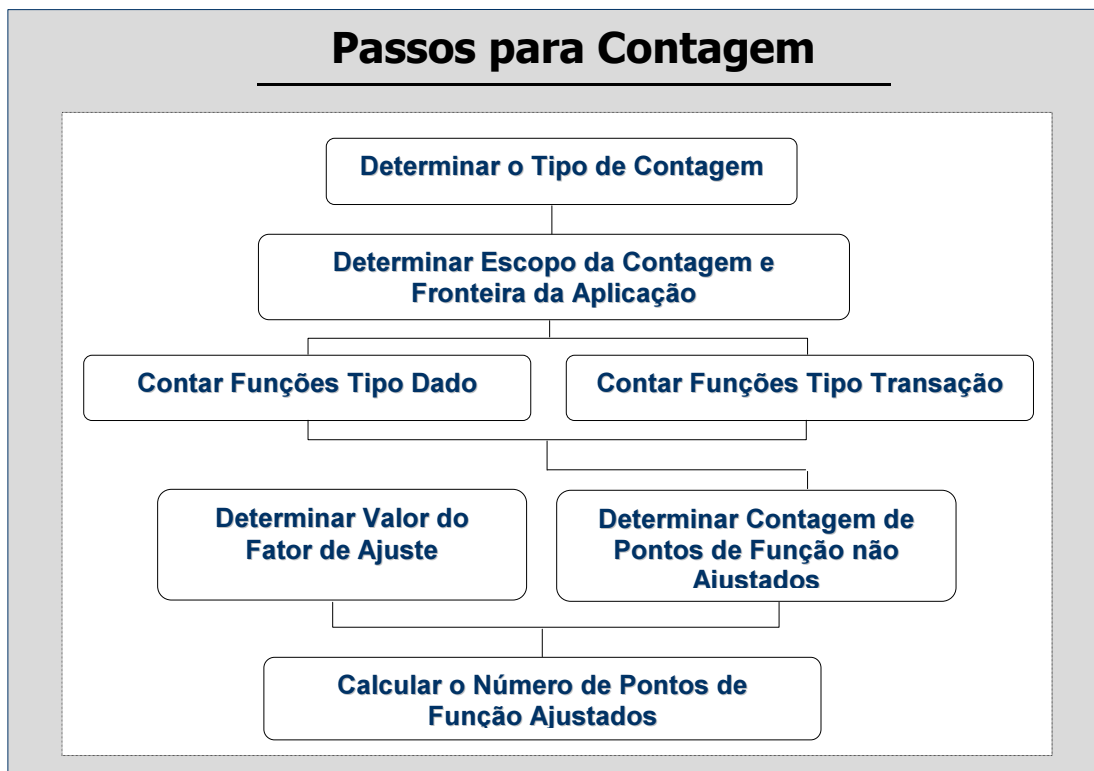 Passos para Contagem
Determinar o Tipo de Contagem
Determinar Escopo da Contagem e
Fronteira da Aplicação
Contar Funções Tipo Dado
Contar Funções Tipo Transação
Determinar Valor do
Fator de Ajuste
Determinar Contagem de
Pontos de Função não
Ajustados
Calcular o Número de Pontos de
Função Ajustados